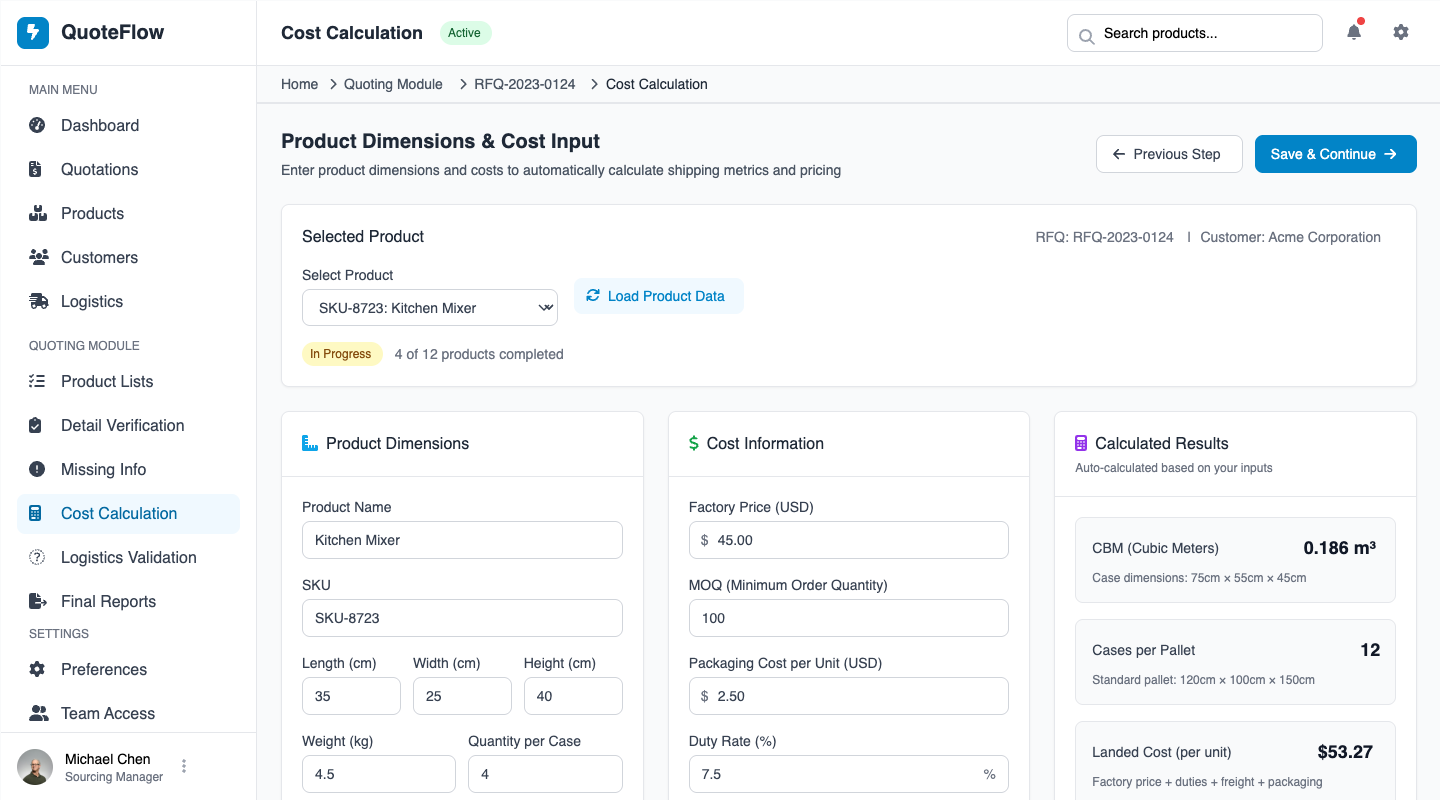 QuoteFlow
MAIN MENU
Dashboard
Quotations
Products
Customers
Logistics
QUOTING MODULE
Product Lists
Detail Verification
Missing Info
Cost Calculation
Logistics Validation
Final Reports
SETTINGS
Preferences
Team Access
Michael Chen
Sourcing Manager
Cost Calculation Active
Search products...
Home Quoting Module RFQ-2023-0124 Cost Calculation
Product Dimensions & Cost Input
Enter product dimensions and costs to automatically calculate shipping metrics and pricing
Previous Step
Save & Continue
Selected Product
RFQ: RFQ-2023-0124 | Customer: Acme Corporation
Select Product
SKU-8723: Kitchen Mixer
Load Product Data
In Progress 4 of 12 products completed
Product Dimensions
Product Name
Kitchen Mixer
SKU
SKU-8723
Length (cm) Width (cm) Height (cm)
35 25 40
Weight (kg) Quantity per Case
4.5 4
Cost Information
Factory Price (USD)
$ 45.00
MOQ (Minimum Order Quantity)
100
Packaging Cost per Unit (USD)
$ 2.50
Duty Rate (%)
7.5 %
Calculated Results
Auto-calculated based on your inputs
CBM (Cubic Meters) 0.186 m³
Case dimensions: 75cm × 55cm × 45cm
Cases per Pallet 12
Standard pallet: 120cm × 100cm × 150cm
Landed Cost (per unit) $53.27
Factory price + duties + freight + packaging